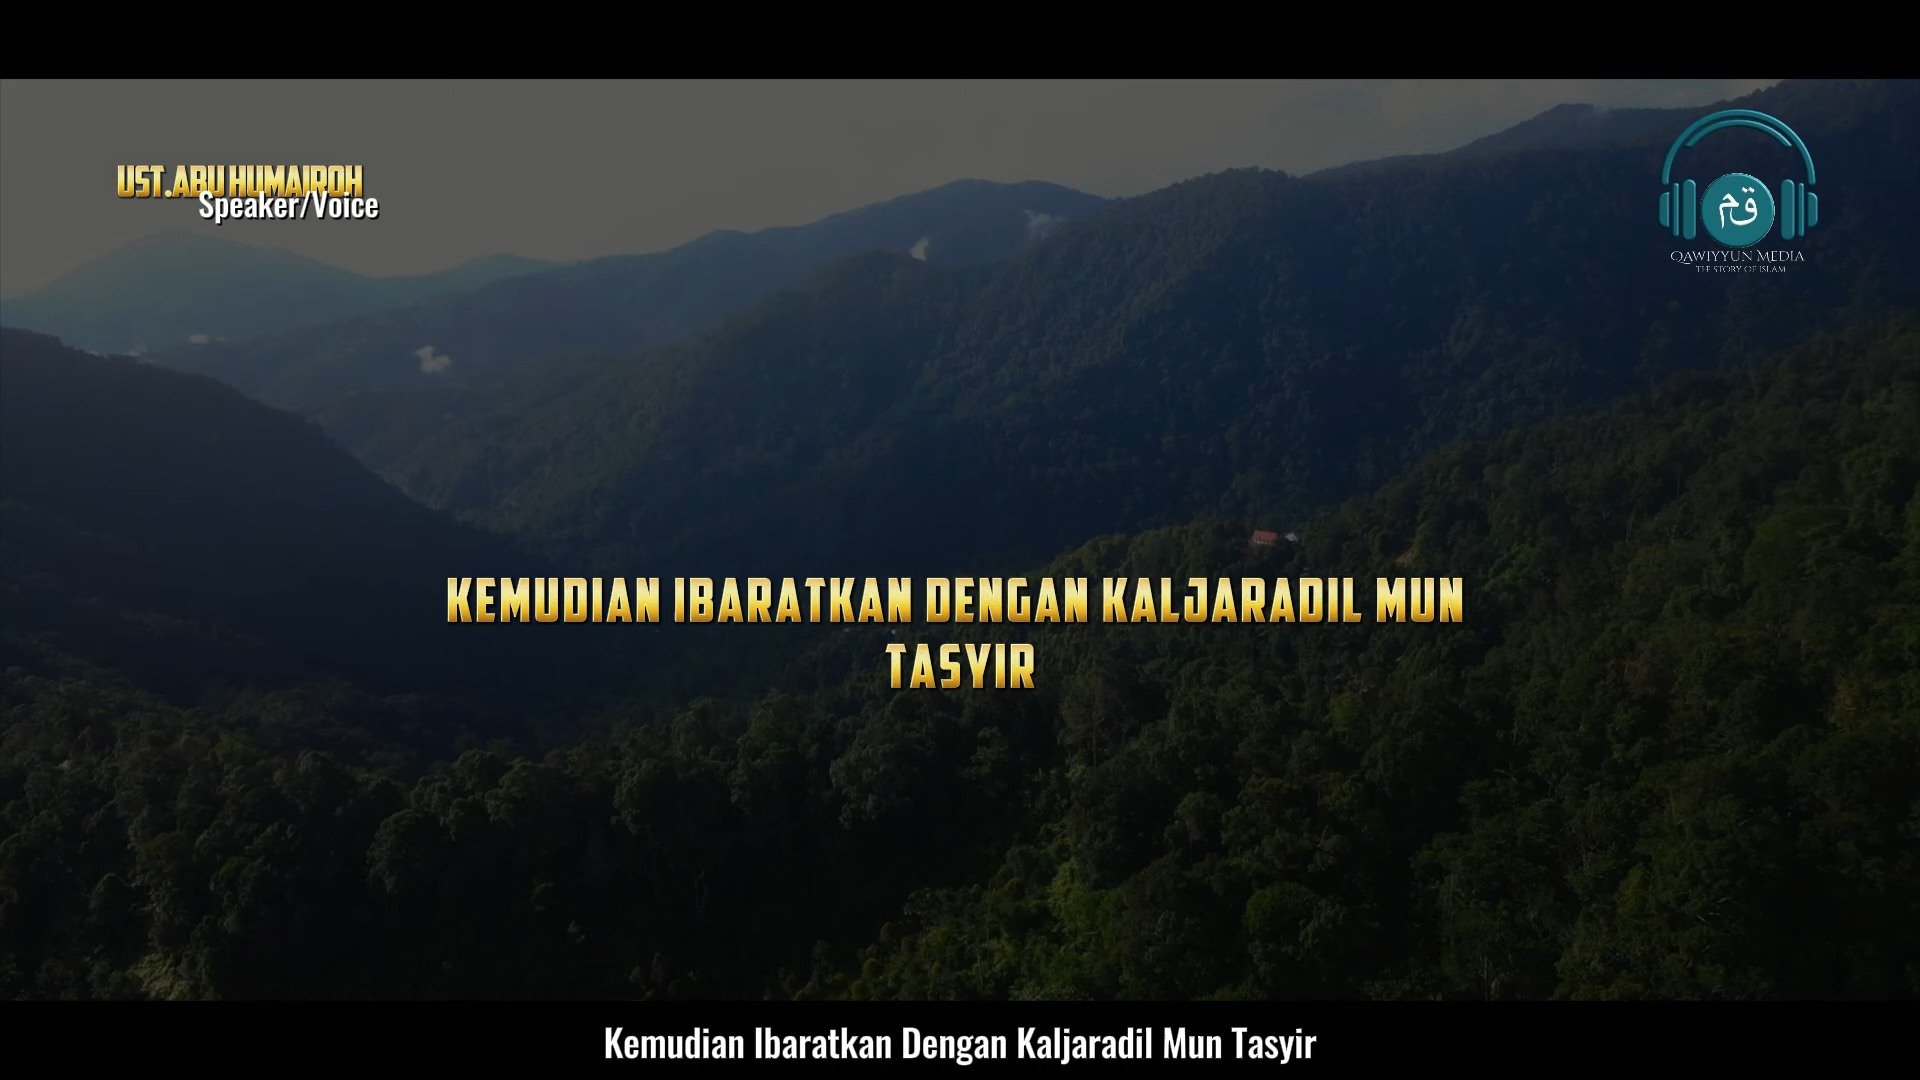 UST.ABU HUMAIROH
Speaker/Voice
قم
QAWIYYUN MEDIA
THE STORY OF ISLAM
KEMUDIAN IBARATKAN DENGAN KALJARADIL MUN
TASYIR
Kemudian Ibaratkan Dengan Kaljaradil Mun Tasyir